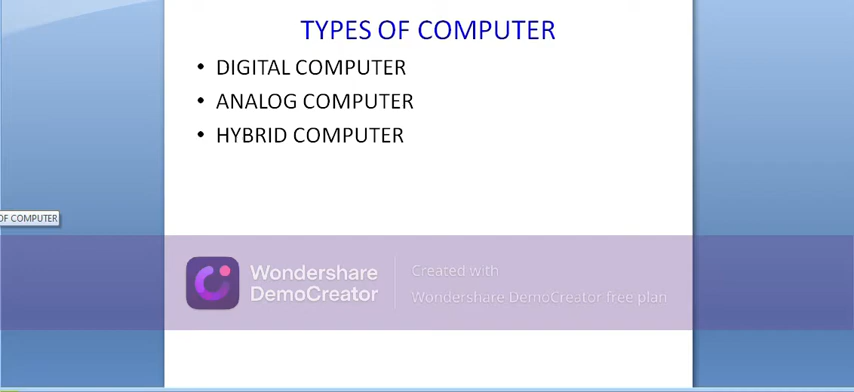 TYPES OF COMPUTER
• DIGITAL COMPUTER
• ANALOG COMPUTER
• HYBRID COMPUTER
OF COMPUTER
Wondershare
DemoCreator
Created with
Wondershare DemoCreator free plan